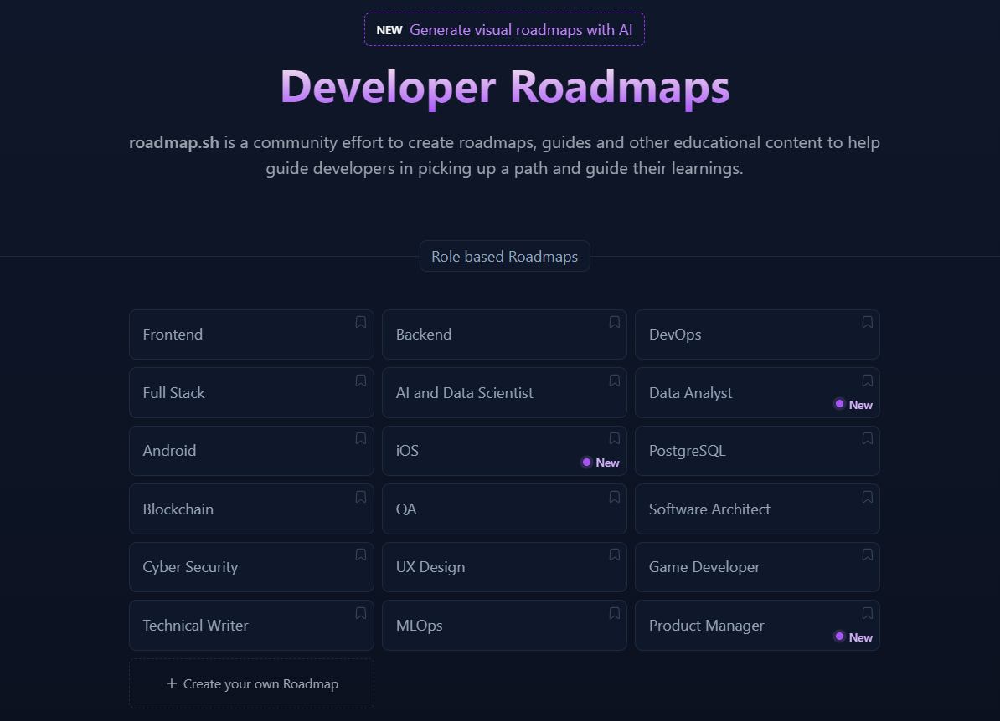 NEW Generate visual roadmaps with AI
Developer Roadmaps
roadmap.sh is a community effort to create roadmaps, guides and other educational content to help
guide developers in picking up a path and guide their learnings.
Role based Roadmaps
Frontend
Backend
DevOps
Full Stack
AI and Data Scientist
Data Analyst
New
Android
iOS
New
PostgreSQL
Blockchain
QA
Software Architect
Cyber Security
UX Design
Game Developer
Technical Writer
MLOps
Product Manager
New
+ Create your own Roadmap